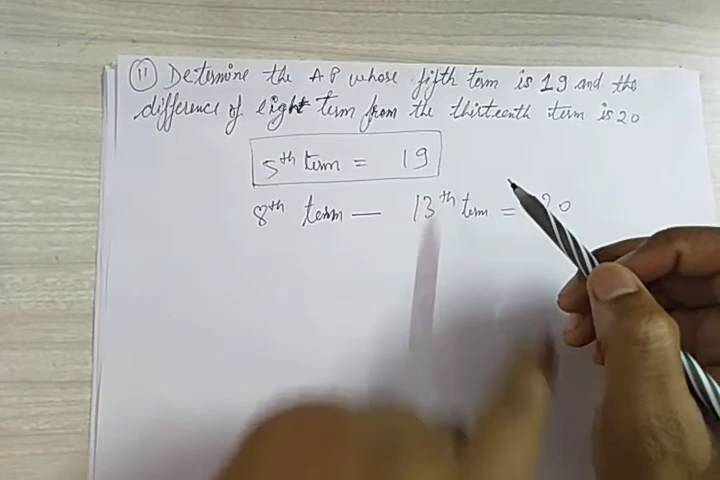 11 Determine the AP whose fifth term is 19 and the
difference of eight term from the thirteenth term is 20
5th term = 19
8th term — 13th term = 20